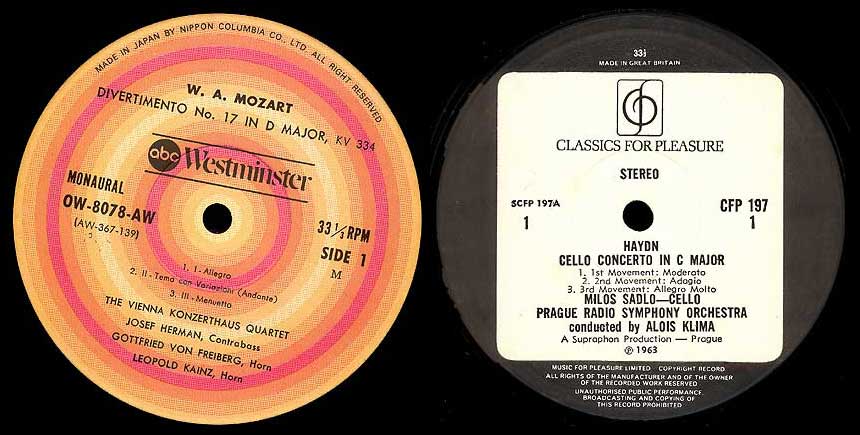 MADE IN JAPAN BY NIPPON COLUMBIA CO., LTD. ALL RIGHT RESERVED
W. A. MOZART
DIVERTIMENTO No. 17 IN D MAJOR, KV 334
abc Westminster
MONAURAL
OW-8078-AW
(AW-367-139)
33 1/3 RPM
SIDE 1
M
1. I - Allegro
2. II - Tema con Variazioni (Andante)
3. III - Menuetto
THE VIENNA KONZERTHAUS QUARTET
JOSEF HERMAN, Contrabass
GOTTFRIED VON FREIBERG, Horn
LEOPOLD KAINZ, Horn
33⅓
MADE IN GREAT BRITAIN
CLASSICS FOR PLEASURE
STEREO
SCFP 197A
1
CFP 197
1
HAYDN
CELLO CONCERTO IN C MAJOR
1. 1st Movement: Moderato
2. 2nd Movement: Adagio
3. 3rd Movement: Allegro Molto
MILOS SADLO—CELLO
PRAGUE RADIO SYMPHONY ORCHESTRA
conducted by ALOIS KLIMA
A Supraphon Production — Prague
℗ 1963
MUSIC FOR PLEASURE LIMITED COPYRIGHT RECORD
ALL RIGHTS OF THE MANUFACTURER AND OF THE OWNER
OF THE RECORDED WORK RESERVED
UNAUTHORISED PUBLIC PERFORMANCE,
BROADCASTING AND COPYING OF
THIS RECORD PROHIBITED